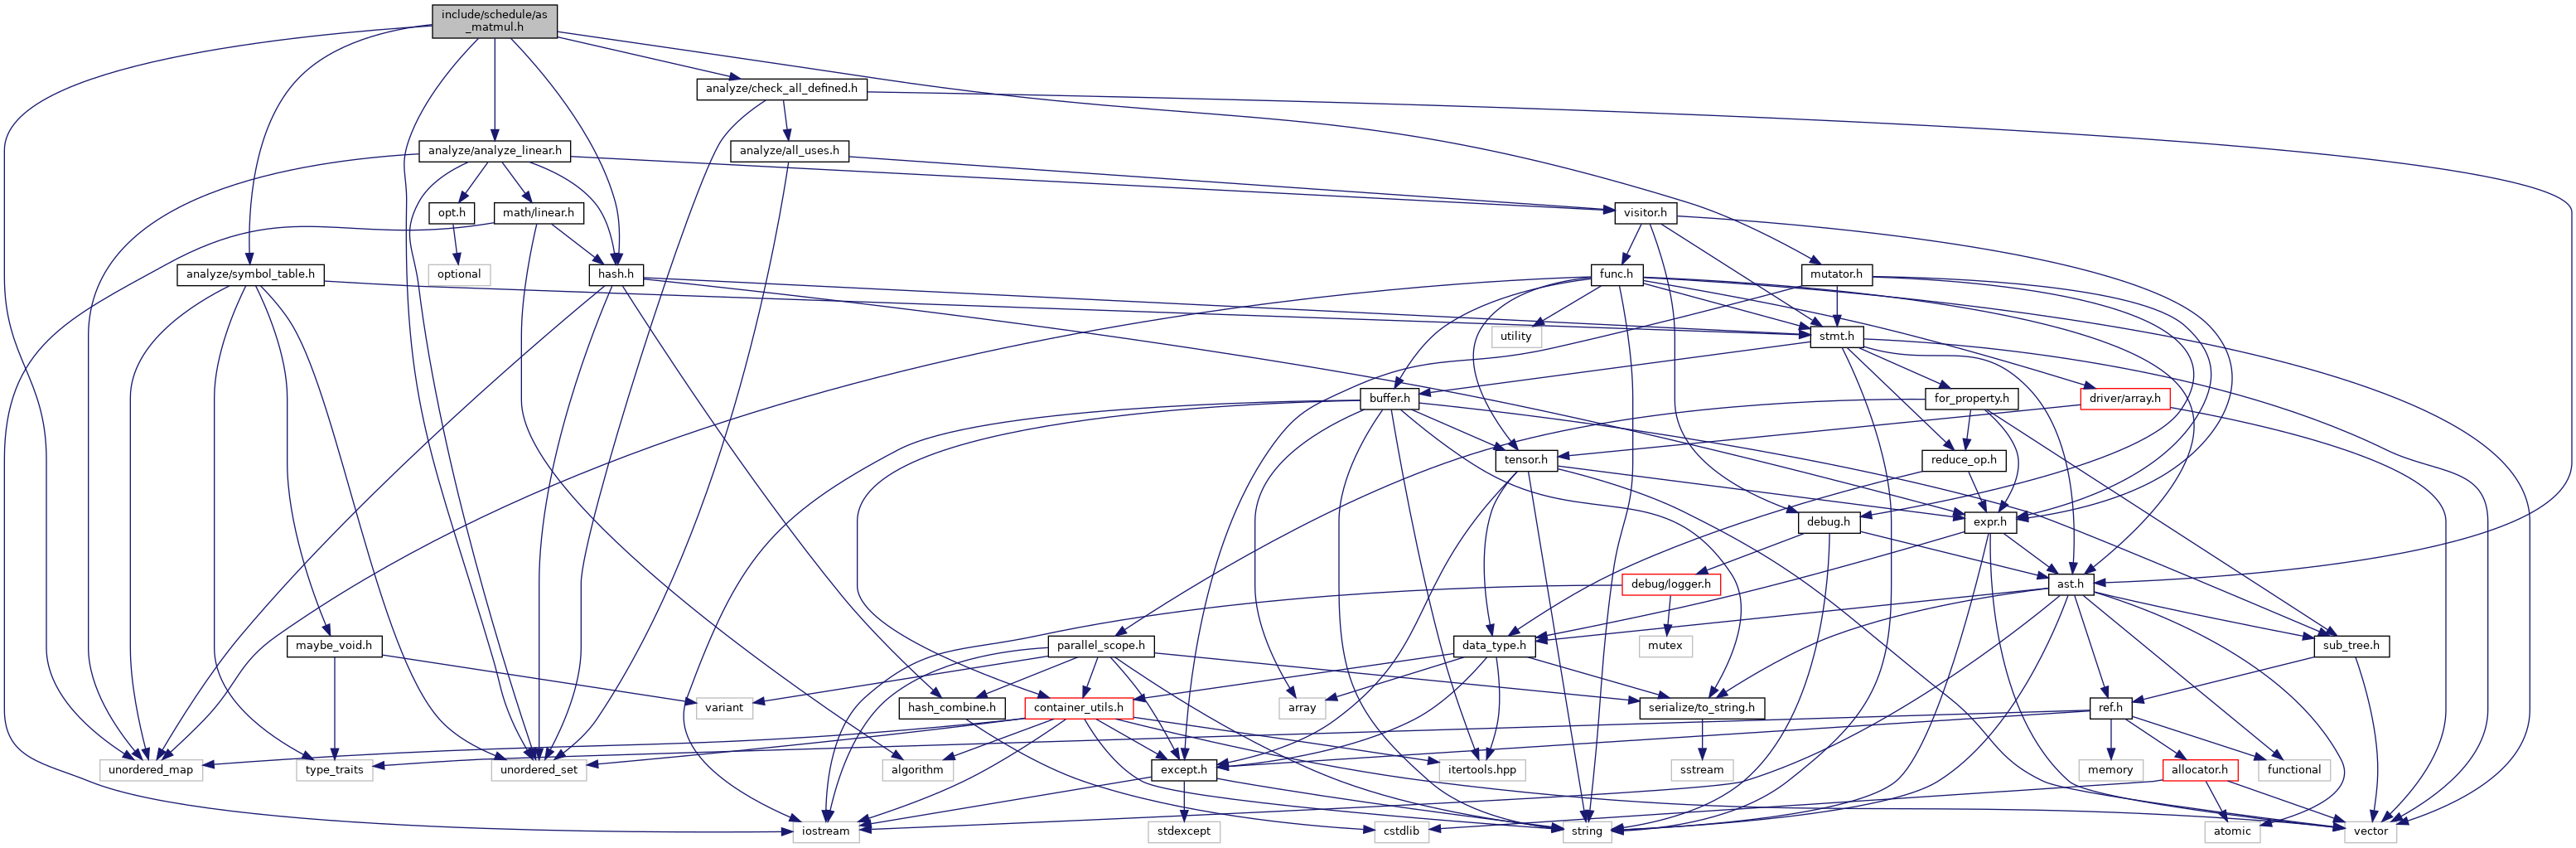 include/schedule/as
_matmul.h
analyze/check_all_defined.h
analyze/analyze_linear.h
analyze/all_uses.h
opt.h
math/linear.h
visitor.h
analyze/symbol_table.h
optional
hash.h
func.h
mutator.h
utility
stmt.h
buffer.h
for_property.h
driver/array.h
tensor.h
reduce_op.h
debug.h
expr.h
debug/logger.h
ast.h
maybe_void.h
parallel_scope.h
data_type.h
mutex
sub_tree.h
variant
hash_combine.h
container_utils.h
array
serialize/to_string.h
ref.h
unordered_map
type_traits
unordered_set
algorithm
except.h
itertools.hpp
sstream
memory
allocator.h
functional
iostream
stdexcept
cstdlib
string
atomic
vector